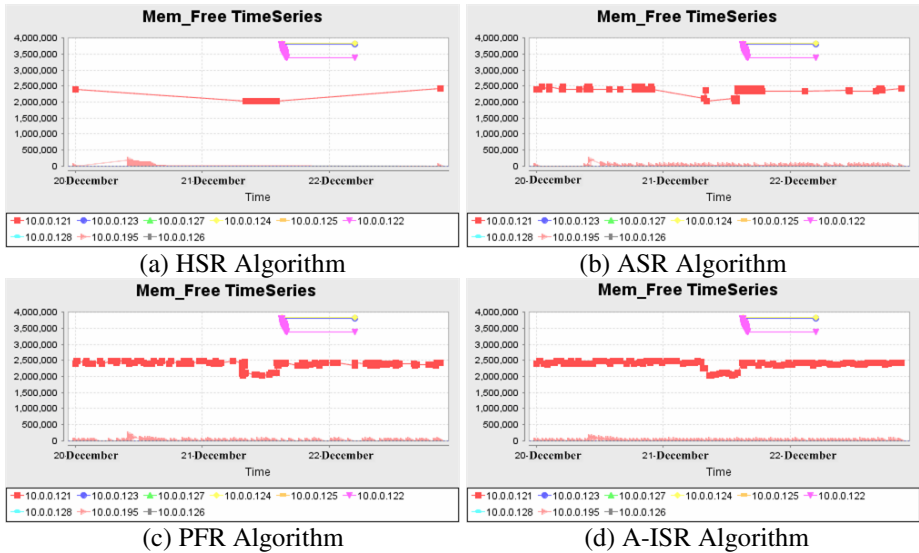 Mem_Free TimeSeries
4,000,000
3,500,000
3,000,000
2,500,000
2,000,000
1,500,000
1,000,000
500,000
0
20-December 21-December 22-December
Time
10.0.0.121 10.0.0.123 10.0.0.127 10.0.0.124 10.0.0.125 10.0.0.122
10.0.0.128 10.0.0.195 10.0.0.126
(a) HSR Algorithm
Mem_Free TimeSeries
4,000,000
3,500,000
3,000,000
2,500,000
2,000,000
1,500,000
1,000,000
500,000
0
20-December 21-December 22-December
Time
10.0.0.121 10.0.0.123 10.0.0.127 10.0.0.124 10.0.0.125 10.0.0.122
10.0.0.128 10.0.0.195 10.0.0.126
(b) ASR Algorithm
Mem_Free TimeSeries
4,000,000
3,500,000
3,000,000
2,500,000
2,000,000
1,500,000
1,000,000
500,000
0
20-December 21-December 22-December
Time
10.0.0.121 10.0.0.123 10.0.0.127 10.0.0.124 10.0.0.125 10.0.0.122
10.0.0.128 10.0.0.195 10.0.0.126
(c) PFR Algorithm
Mem_Free TimeSeries
4,000,000
3,500,000
3,000,000
2,500,000
2,000,000
1,500,000
1,000,000
500,000
0
20-December 21-December 22-December
Time
10.0.0.121 10.0.0.123 10.0.0.127 10.0.0.124 10.0.0.125 10.0.0.122
10.0.0.128 10.0.0.195 10.0.0.126
(d) A-ISR Algorithm